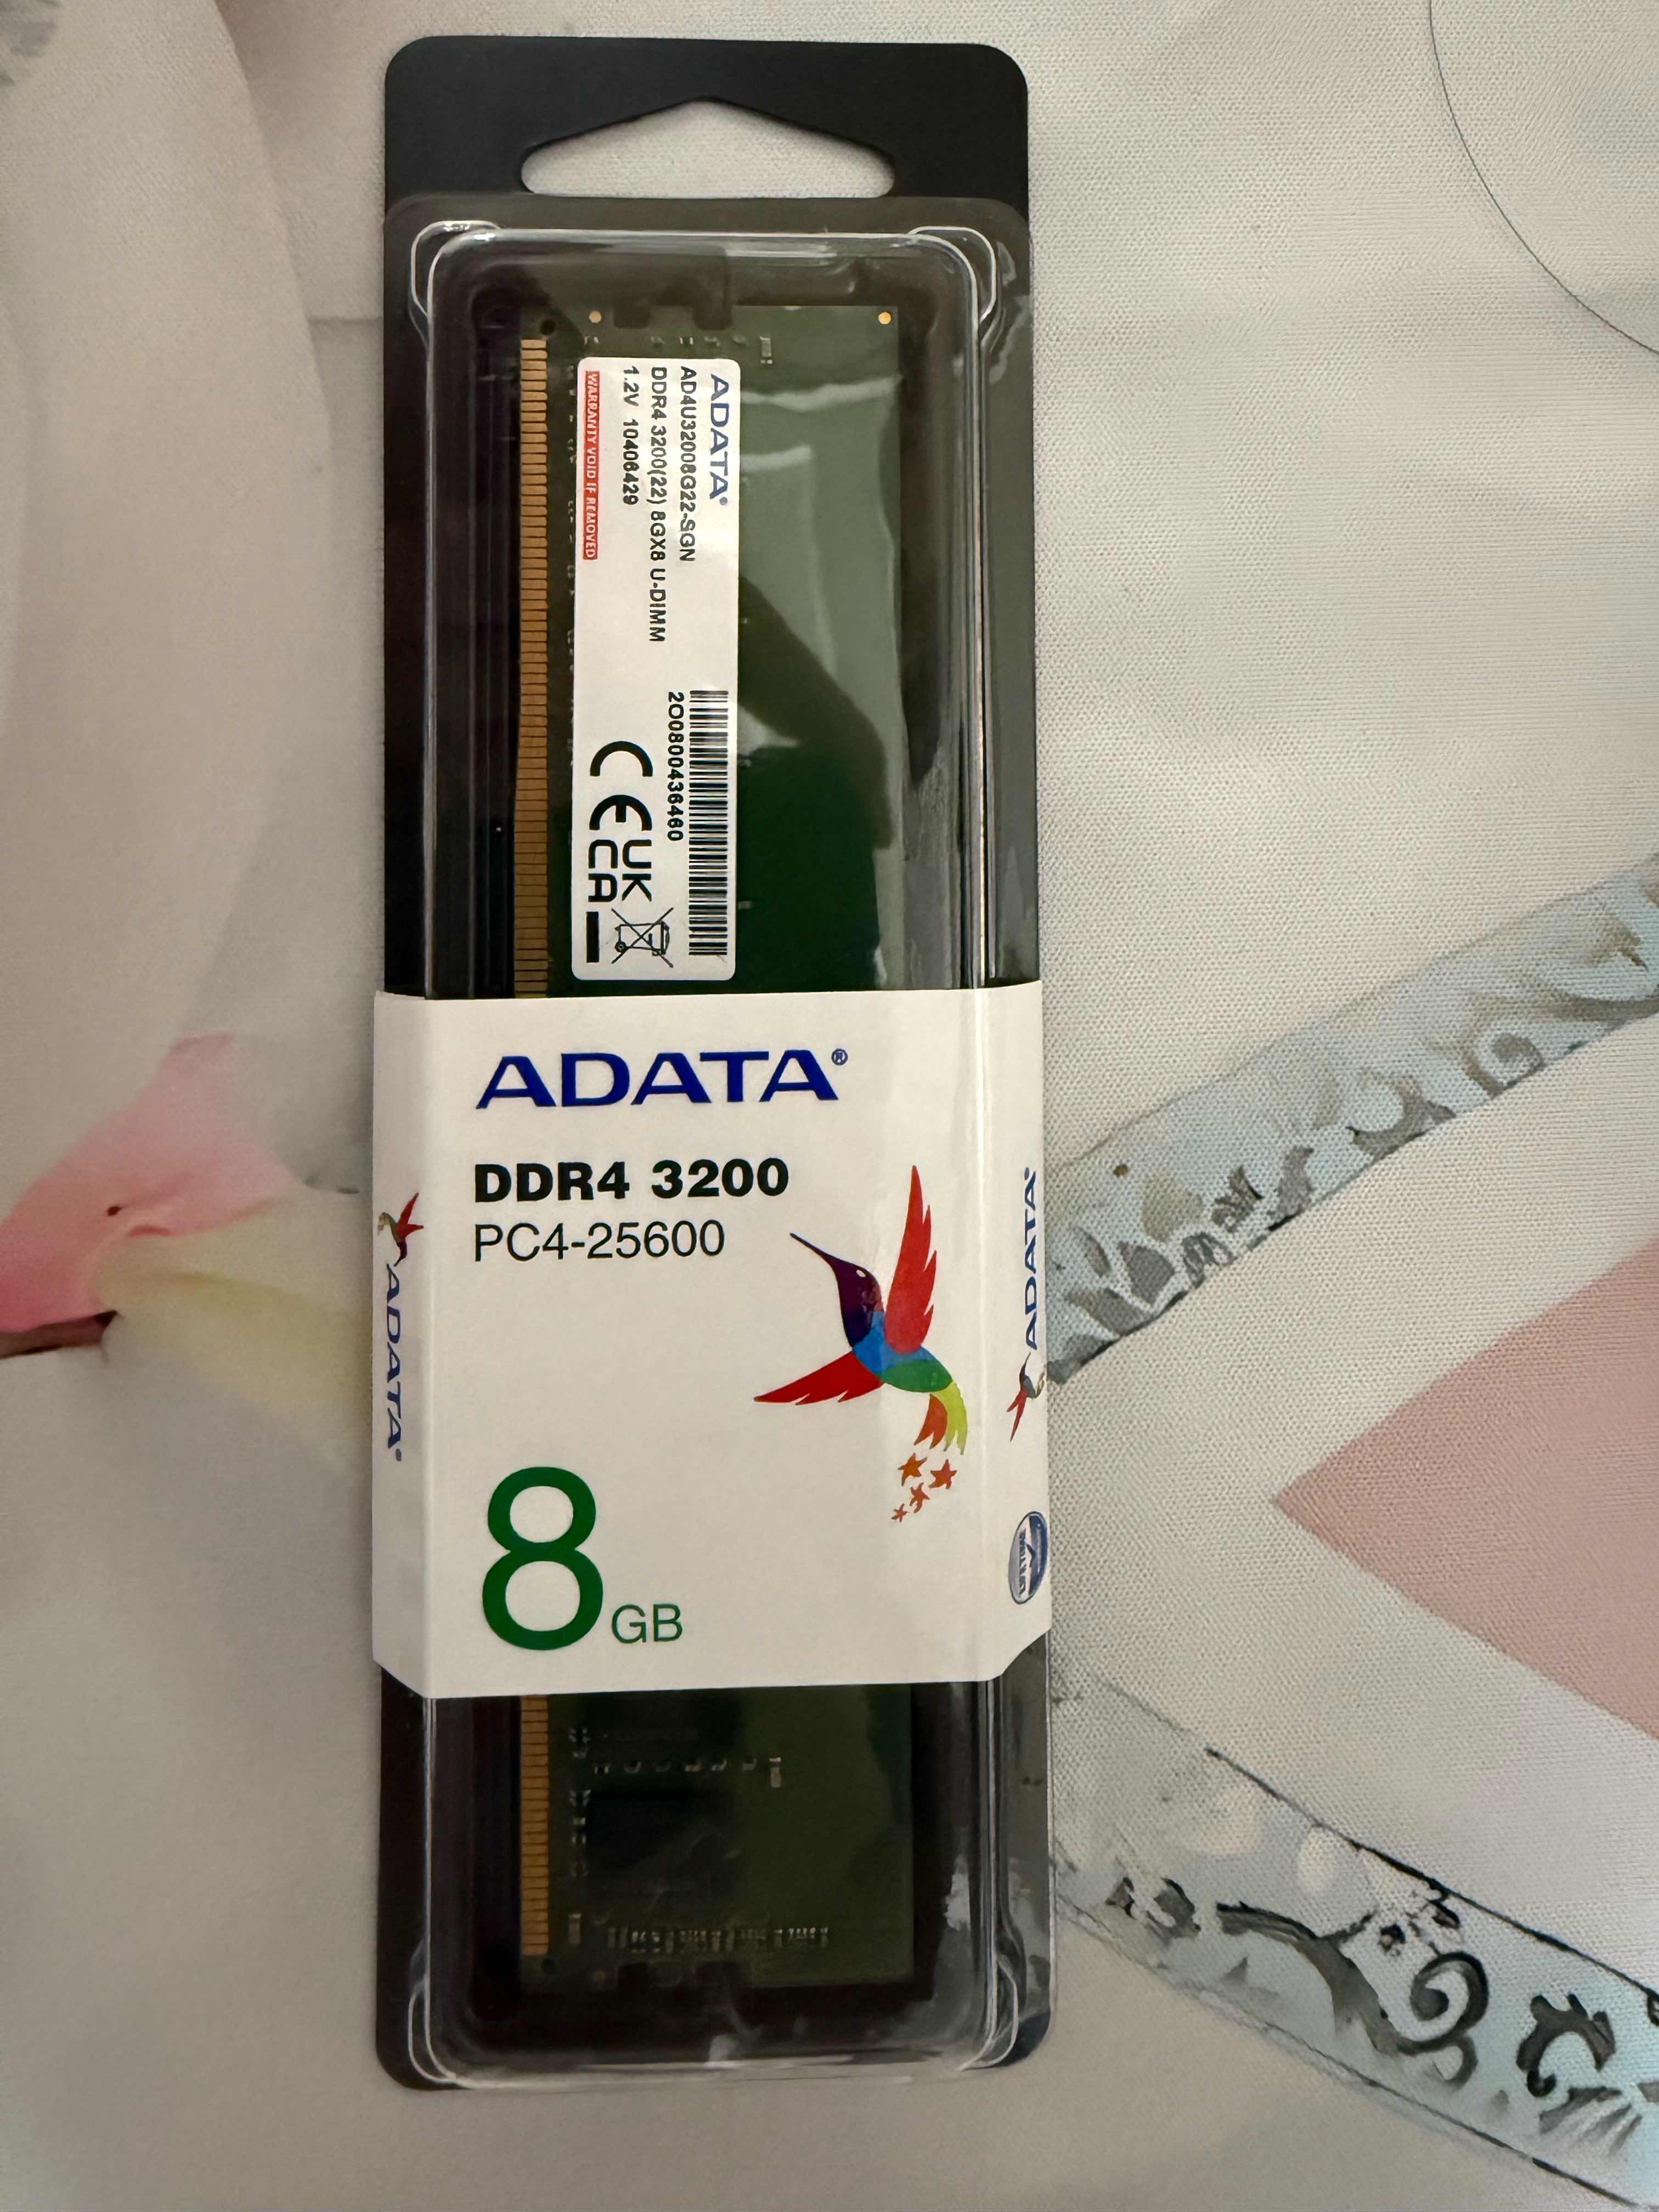 ADATA®
AD4U32008G22-SGN
DDR4 3200(22) 8GX8 U-DIMM
1.2V 10406429
WARRANTY VOID IF REMOVED
2O0800436460
CE
UK
CA
ADATA®
DDR4 3200
PC4-25600
8GB
ADATA®
ADATA®